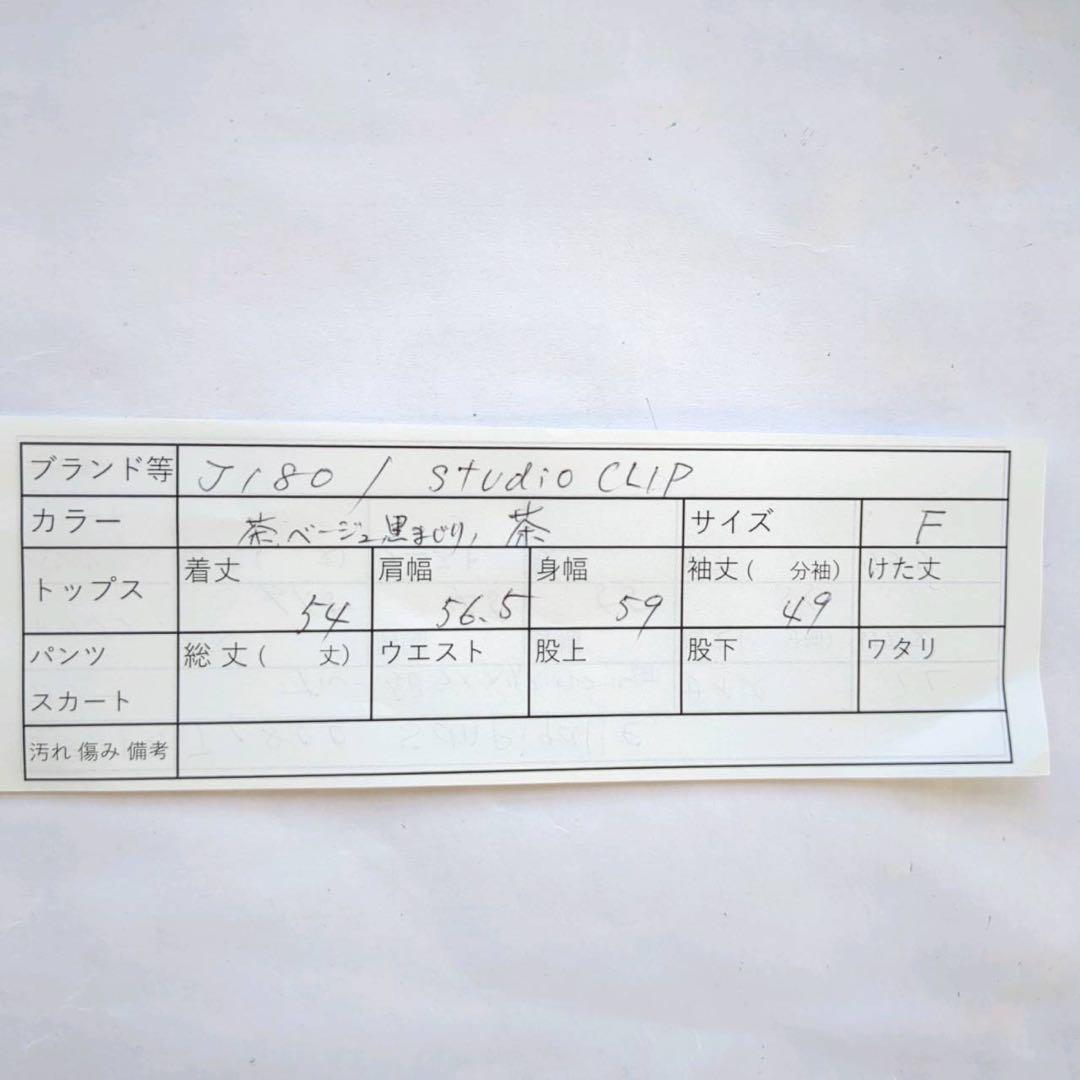 ブランド等 J180 / studio CLIP
カラー 茶、ベージュ、黒まじり, 茶 サイズ F
トップス 着丈 54 肩幅 56.5 身幅 59 袖丈( 分袖) 49 けた丈
パンツ スカート 総丈( 丈) ウエスト 股上 股下 ワタリ
汚れ 傷み 備考